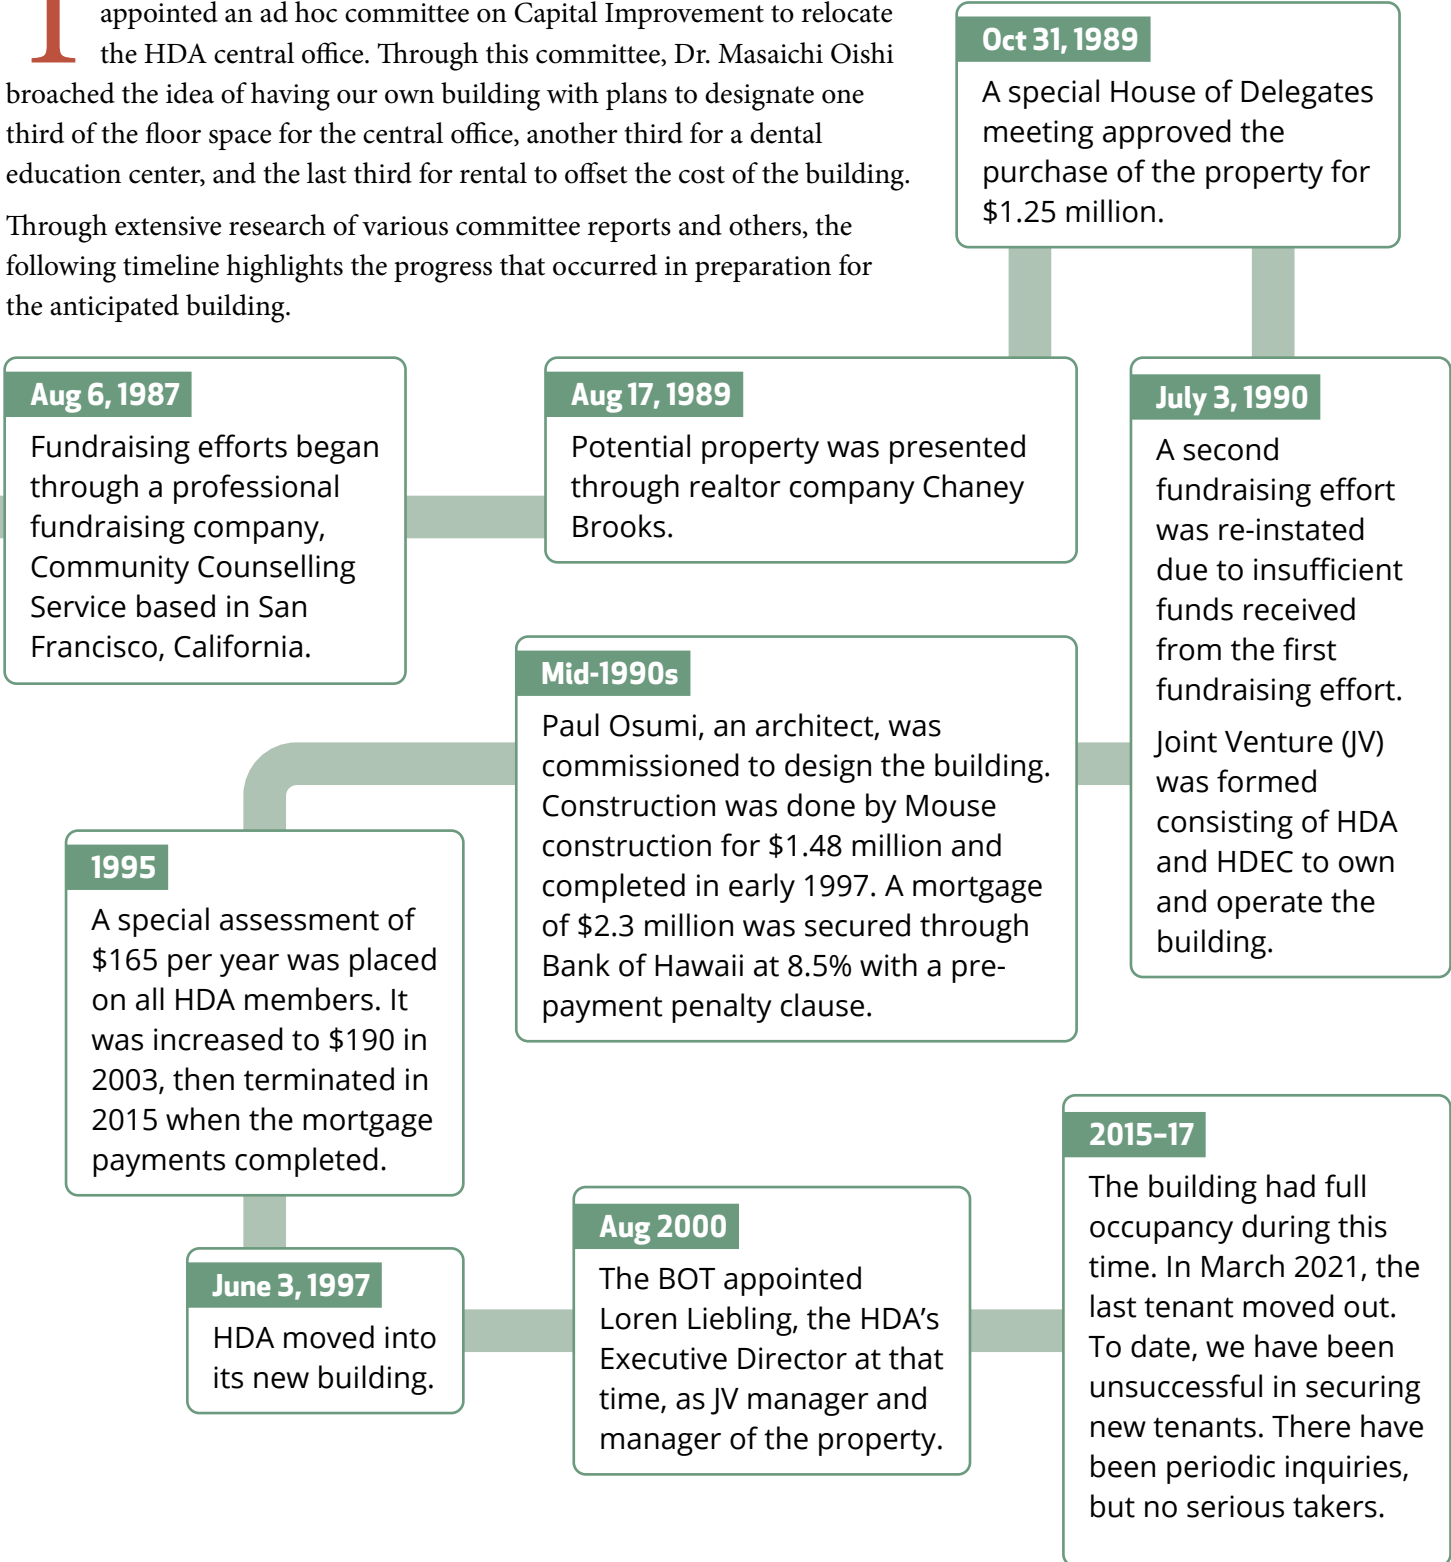 appointed an ad hoc committee on Capital Improvement to relocate
the HDA central office. Through this committee, Dr. Masaichi Oishi
broached the idea of having our own building with plans to designate one
third of the floor space for the central office, another third for a dental
education center, and the last third for rental to offset the cost of the building.
Through extensive research of various committee reports and others, the
following timeline highlights the progress that occurred in preparation for
the anticipated building.
Aug 6, 1987
Fundraising efforts began
through a professional
fundraising company,
Community Counselling
Service based in San
Francisco, California.
Aug 17, 1989
Potential property was presented
through realtor company Chaney
Brooks.
Oct 31, 1989
A special House of Delegates
meeting approved the
purchase of the property for
$1.25 million.
July 3, 1990
A second
fundraising effort
was re-instated
due to insufficient
funds received
from the first
fundraising effort.
Joint Venture (JV)
was formed
consisting of HDA
and HDEC to own
and operate the
building.
Mid-1990s
Paul Osumi, an architect, was
commissioned to design the building.
Construction was done by Mouse
construction for $1.48 million and
completed in early 1997. A mortgage
of $2.3 million was secured through
Bank of Hawaii at 8.5% with a pre-
payment penalty clause.
1995
A special assessment of
$165 per year was placed
on all HDA members. It
was increased to $190 in
2003, then terminated in
2015 when the mortgage
payments completed.
June 3, 1997
HDA moved into
its new building.
Aug 2000
The BOT appointed
Loren Liebling, the HDA’s
Executive Director at that
time, as JV manager and
manager of the property.
2015–17
The building had full
occupancy during this
time. In March 2021, the
last tenant moved out.
To date, we have been
unsuccessful in securing
new tenants. There have
been periodic inquiries,
but no serious takers.